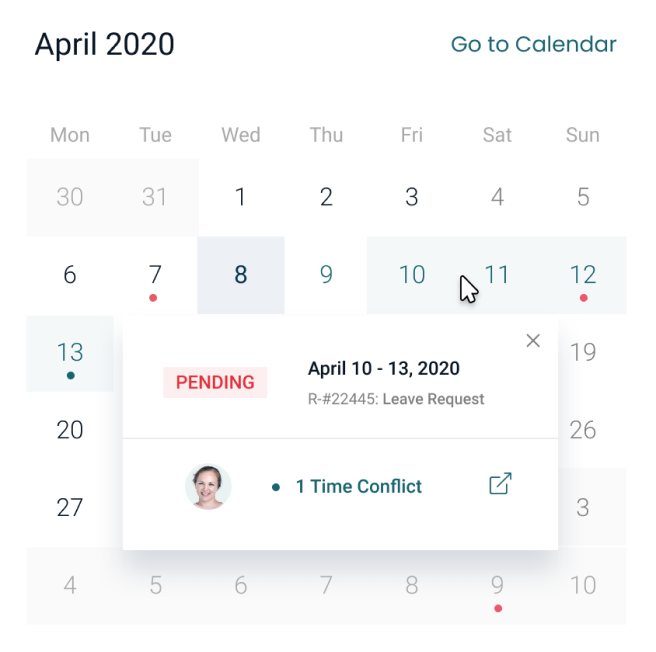 April 2020 Go to Calendar
Mon Tue Wed Thu Fri Sat Sun
30 31 1 2 3 4 5
6 7 8 9 10 11 12
13 19
PENDING April 10 - 13, 2020
R-#22445: Leave Request
20 26
1 Time Conflict
27 3
4 5 6 7 8 9 10